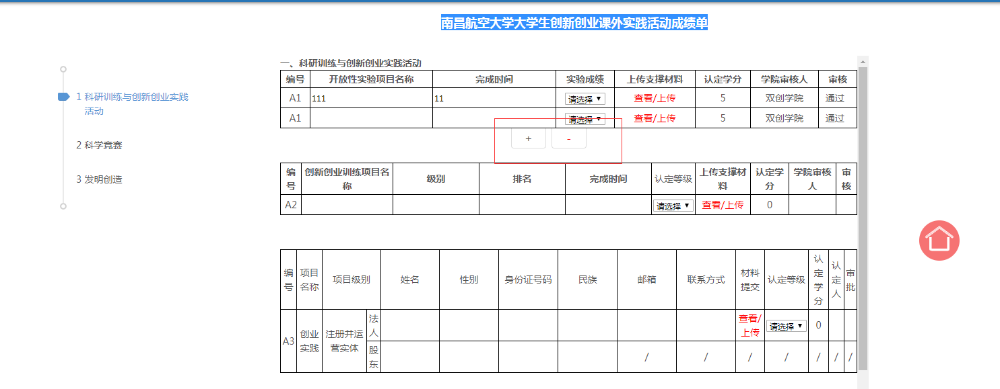 南昌航空大学大学生创新创业课外实践活动成绩单
1 科研训练与创新创业实践
活动
2 科学竞赛
3 发明创造
一、科研训练与创新创业实践活动
编号 开放性实验项目名称 完成时间 实验成绩 上传支撑材料 认定学分 学院审核人 审核
A1 111 11 请选择 查看/上传 5 双创学院 通过
A1 请选择 查看/上传 5 双创学院 通过
+ -
编号 创新创业训练项目名称 级别 排名 完成时间 认定等级 上传支撑材料 认定学分 学院审核人 审核
A2 请选择 查看/上传 0
编号 项目名称 项目级别 姓名 性别 身份证号码 民族 邮箱 联系方式 材料提交 认定等级 认定学分 认定人 审批
A3 创业实践 注册并运营实体 法人 查看/上传 请选择 0
股东 / / / / / / /